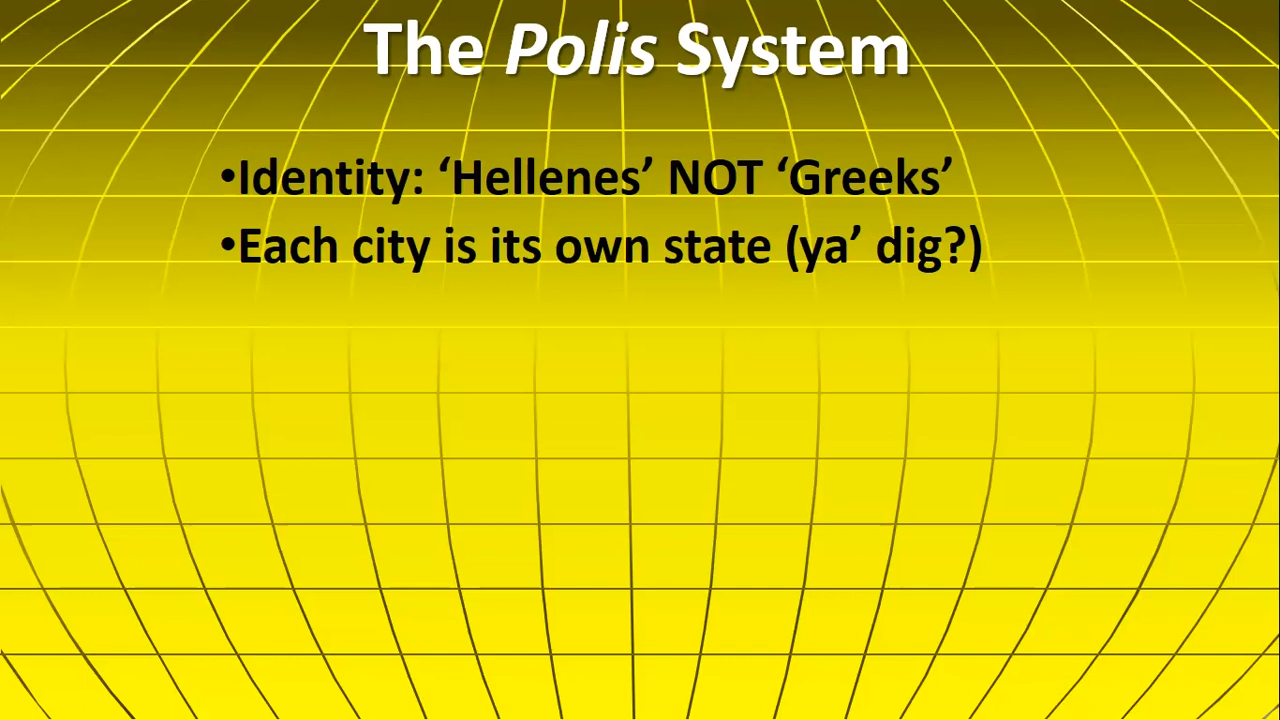 The Polis System
•Identity: ‘Hellenes’ NOT ‘Greeks’
•Each city is its own state (ya’ dig?)